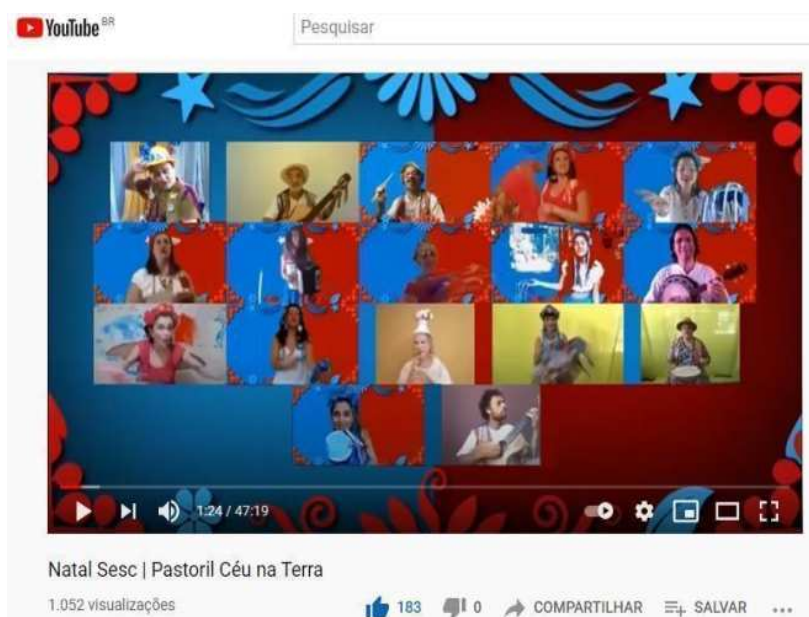 YouTube BR
Pesquisar
1:24 / 47:19
Natal Sesc | Pastoril Céu na Terra
1.052 visualizações
183
0
COMPARTILHAR
SALVAR